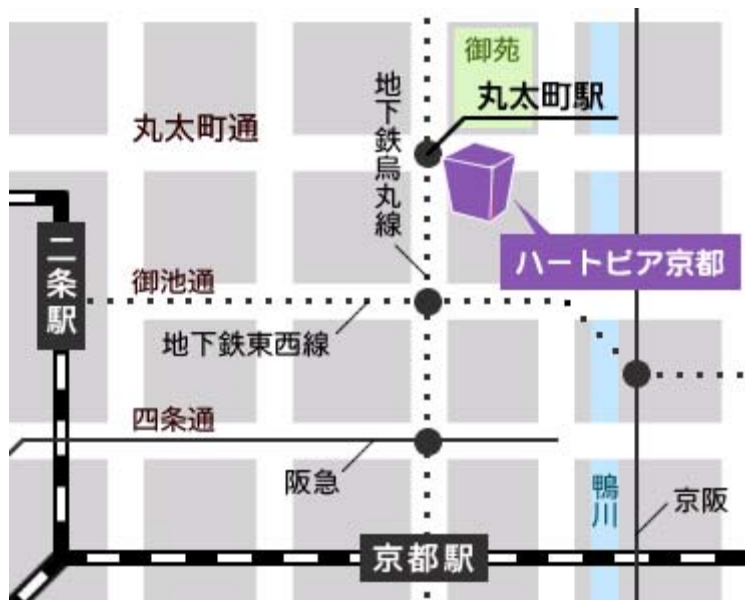 御苑
丸太町駅
地下鉄烏丸線
丸太町通
ハートピア京都
二条駅
御池通
地下鉄東西線
四条通
阪急
鴨川
京阪
京都駅